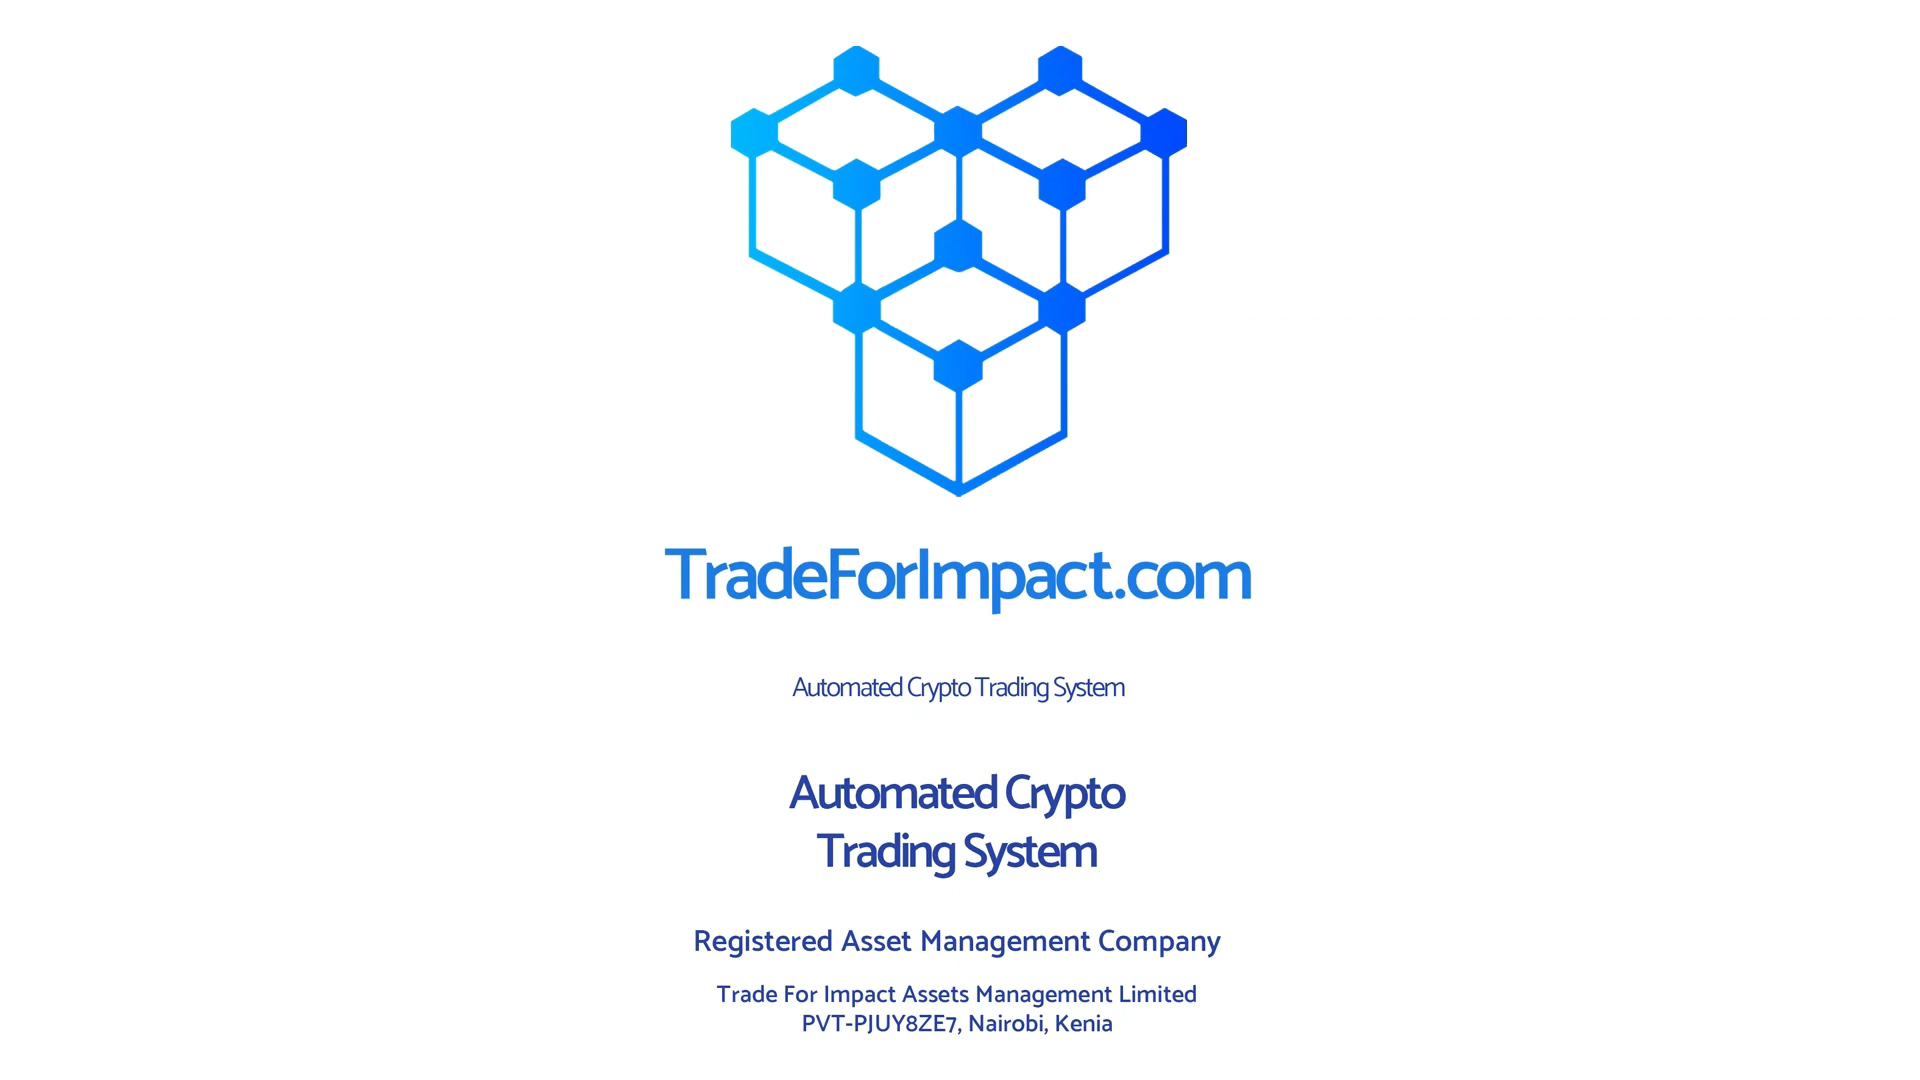 TradeForImpact.com
Automated Crypto Trading System
Automated Crypto
Trading System
Registered Asset Management Company
Trade For Impact Assets Management Limited
PVT-PJUY8ZE7, Nairobi, Kenia